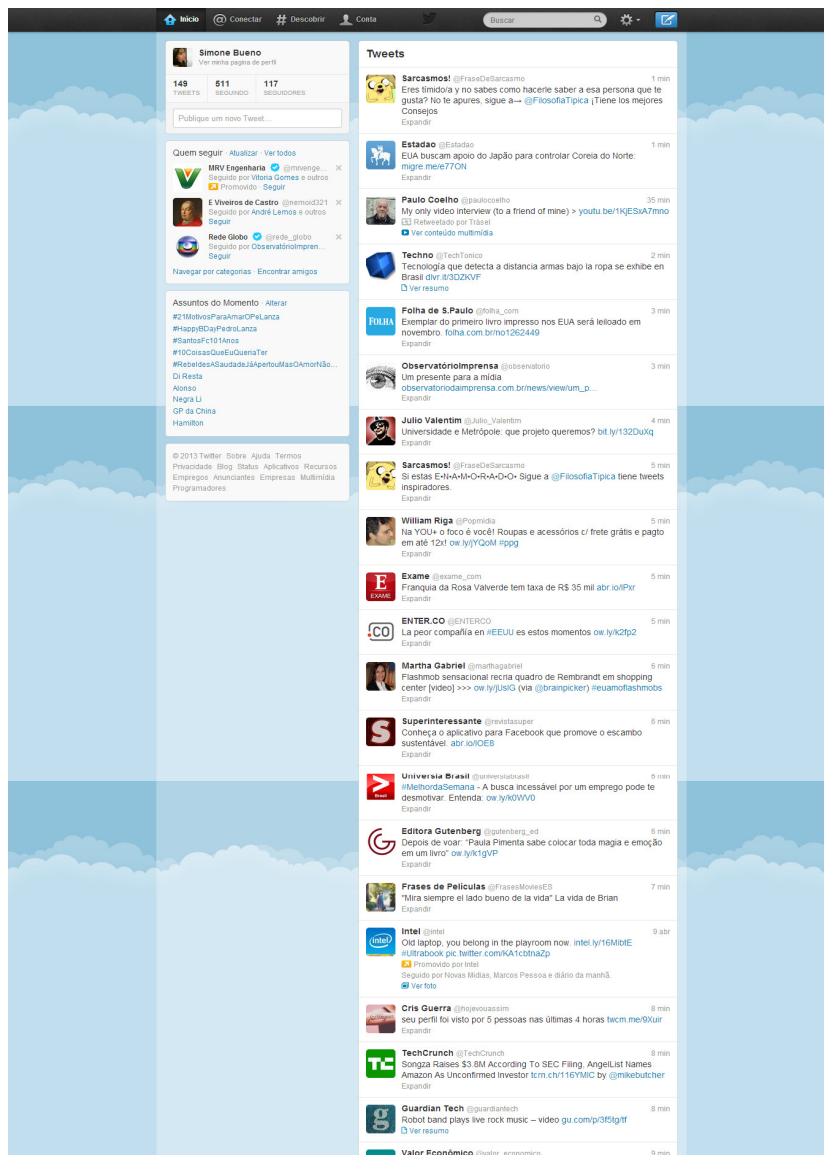 Início
Conectar
Descobrir
Conta
Buscar
Simone Bueno
Ver minha pagina de perfil
149
TWEETS
511
SEGUINDO
117
SEGUIDORES
Publique um novo Tweet...
Quem seguir · Atualizar · Ver todos
MRV Engenharia @mrvenge...
Seguido por Vitoria Gomes e outros
Promovido · Seguir
E Viveiros de Castro @nemoid321
Seguido por André Lemos e outros
Seguir
Rede Globo @rede_globo
Seguido por ObservatórioImpren...
Seguir
Navegar por categorias · Encontrar amigos
Assuntos do Momento · Alterar
#21MotivosParaAmarOPeLanza
#HappyBDayPedroLanza
#SantosFc101Anos
#10CoisasQueEuQueriaTer
#RebeldesASaudadeJáApertouMasOAmorNão...
Di Resta
Alonso
Negra Li
GP da China
Hamilton
© 2013 Twitter Sobre Ajuda Termos
Privacidade Blog Status Aplicativos Recursos
Empregos Anunciantes Empresas Multimídia
Programadores
Tweets
Sarcasmos! @FraseDeSarcasmo 1 min
Eres tímido/a y no sabes como hacerle saber a esa persona que te
gusta? No te apures, sigue a→ @FilosofiaTipica ¡Tiene los mejores
Consejos
Expandir
Estadao @Estadao 1 min
EUA buscam apoio do Japão para controlar Coreia do Norte:
migre.me/e77ON
Expandir
Paulo Coelho @paulocoelho 35 min
My only video interview (to a friend of mine) > youtu.be/1KjESxA7mno
Retweetado por Träsel
Ver conteúdo multimídia
Techno @TechTonico 2 min
Tecnología que detecta a distancia armas bajo la ropa se exhibe en
Brasil dlvr.it/3DZKVF
Ver resumo
FOLHA
Folha de S.Paulo @folha_com 3 min
Exemplar do primeiro livro impresso nos EUA será leiloado em
novembro. folha.com.br/no1262449
Expandir
ObservatórioImprensa @observatorio 3 min
Um presente para a mídia
observatoriodaimprensa.com.br/news/view/um_p...
Expandir
Julio Valentim @Julio_Valentim 4 min
Universidade e Metrópole: que projeto queremos? bit.ly/132DuXq
Expandir
Sarcasmos! @FraseDeSarcasmo 5 min
Si estas E•N•A•M•O•R•A•D•O• Sigue a @FilosofiaTipica tiene tweets
inspiradores.
Expandir
William Riga @Popmidia 5 min
Na YOU+ o foco é você! Roupas e acessórios c/ frete grátis e pagto
em até 12x! ow.ly/jYQoM #ppg
Expandir
E
EXAME
Exame @exame_com 5 min
Franquia da Rosa Valverde tem taxa de R$ 35 mil abr.io/IPxr
Expandir
.CO
ENTER.CO @ENTERCO 5 min
La peor compañía en #EEUU es estos momentos ow.ly/k2fp2
Expandir
Martha Gabriel @marthagabriel 6 min
Flashmob sensacional recria quadro de Rembrandt em shopping
center [video] >>> ow.ly/jUsIG (via @brainpicker) #euamoflashmobs
Expandir
S
Superinteressante @revistasuper 6 min
Conheça o aplicativo para Facebook que promove o escambo
sustentável. abr.io/IOE8
Expandir
Brasil
Universia Brasil @universiabrasil 6 min
#MelhordaSemana - A busca incessável por um emprego pode te
desmotivar. Entenda: ow.ly/k0WV0
Expandir
Editora Gutenberg @gutenberg_ed 6 min
Depois de voar: "Paula Pimenta sabe colocar toda magia e emoção
em um livro" ow.ly/k1gVP
Expandir
Frases de Películas @FrasesMoviesES 7 min
"Mira siempre el lado bueno de la vida" La vida de Brian
Expandir
intel
Intel @intel 9 abr
Old laptop, you belong in the playroom now. intel.ly/16MibtE
#Ultrabook pic.twitter.com/KA1cbtnaZp
Promovido por Intel
Seguido por Novas Midias, Marcos Pessoa e diário da manhã.
Ver foto
Cris Guerra @hojevouassim 8 min
seu perfil foi visto por 5 pessoas nas últimas 4 horas twcm.me/9Xuir
Expandir
TC
TechCrunch @TechCrunch 8 min
Songza Raises $3.8M According To SEC Filing, AngelList Names
Amazon As Unconfirmed Investor tcrn.ch/116YMIC by @mikebutcher
Expandir
g
Guardian Tech @guardiantech 8 min
Robot band plays live rock music – video gu.com/p/3f5tg/tf
Ver resumo
Valor Econômico @valor_economico 9 min